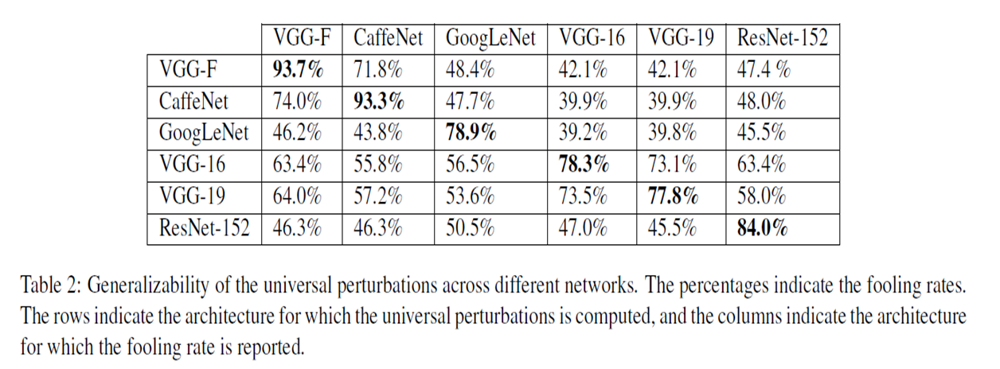 VGG-F CaffeNet GoogLeNet VGG-16 VGG-19 ResNet-152
VGG-F 93.7% 71.8% 48.4% 42.1% 42.1% 47.4 %
CaffeNet 74.0% 93.3% 47.7% 39.9% 39.9% 48.0%
GoogLeNet 46.2% 43.8% 78.9% 39.2% 39.8% 45.5%
VGG-16 63.4% 55.8% 56.5% 78.3% 73.1% 63.4%
VGG-19 64.0% 57.2% 53.6% 73.5% 77.8% 58.0%
ResNet-152 46.3% 46.3% 50.5% 47.0% 45.5% 84.0%
Table 2: Generalizability of the universal perturbations across different networks. The percentages indicate the fooling rates.
The rows indicate the architecture for which the universal perturbations is computed, and the columns indicate the architecture
for which the fooling rate is reported.